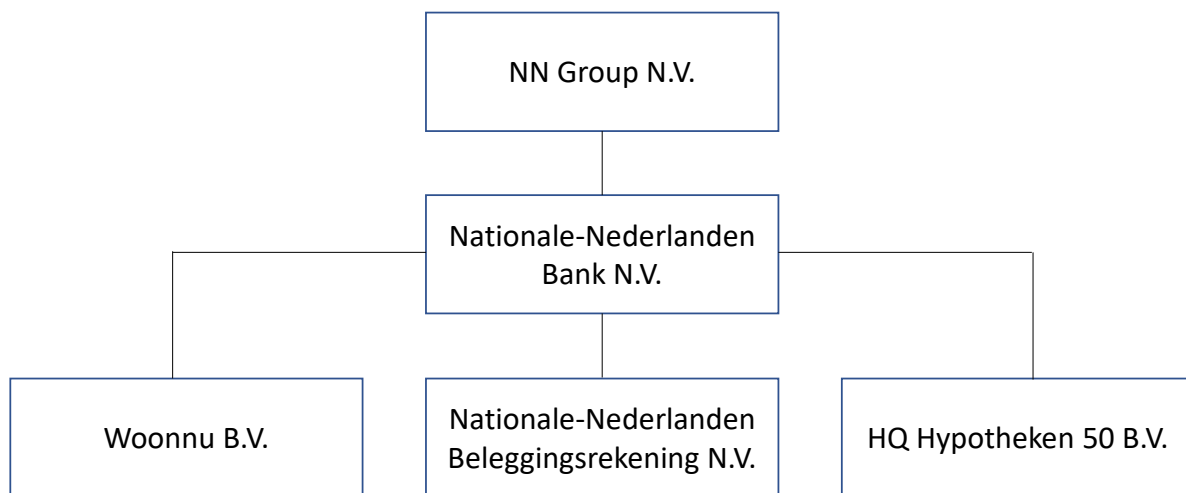 NN Group N.V.
Nationale-Nederlanden
Bank N.V.
Woonnu B.V.
Nationale-Nederlanden
Beleggingsrekening N.V.
HQ Hypotheken 50 B.V.